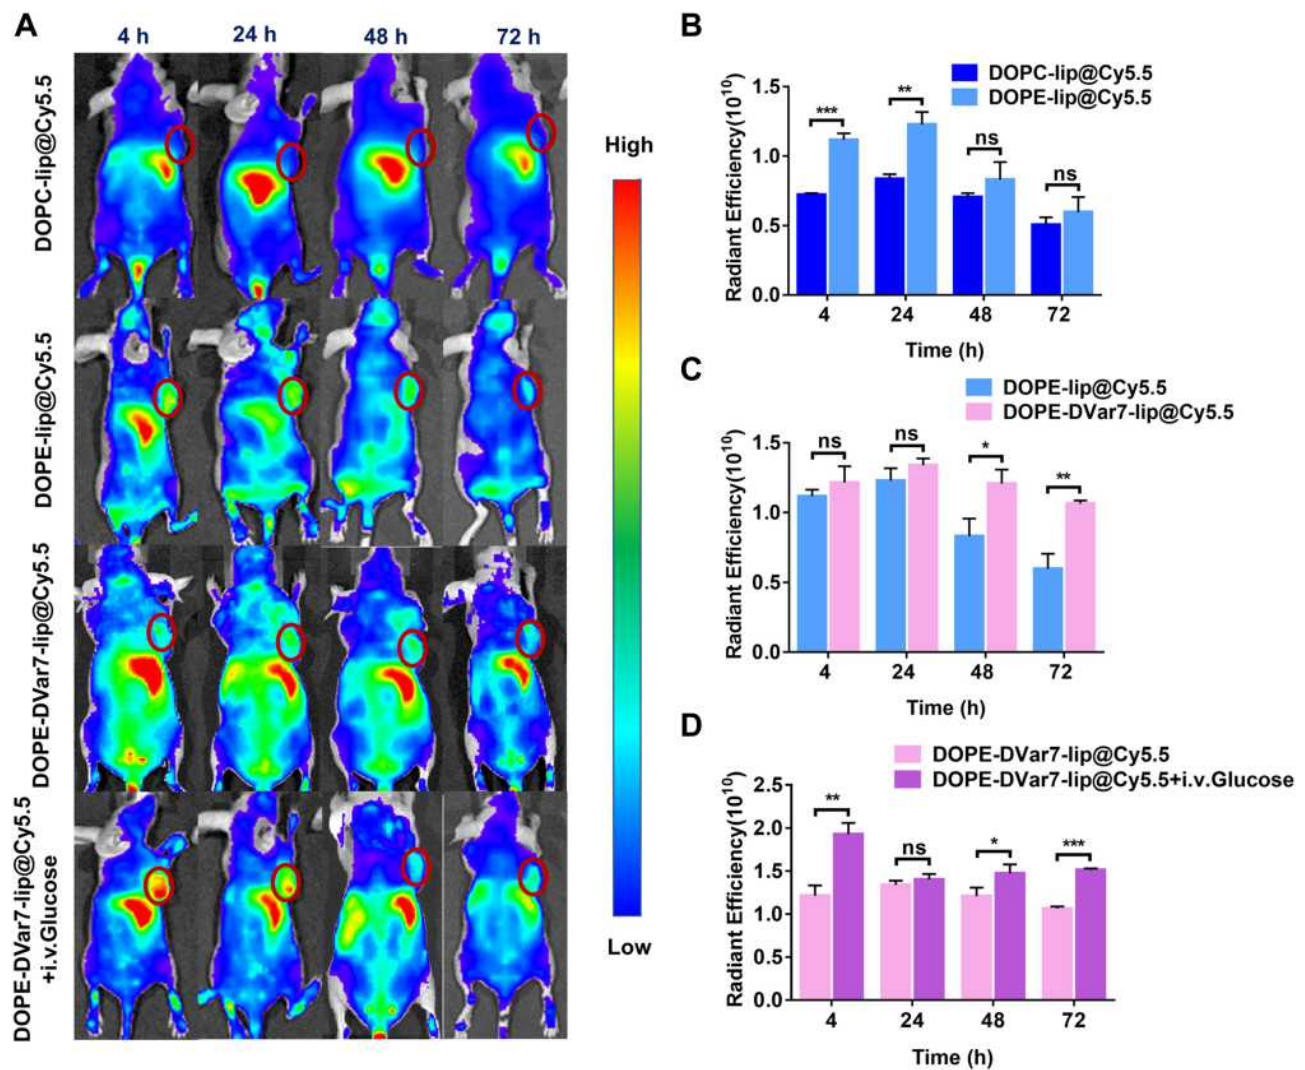 A
4 h
24 h
48 h
72 h
DOPC-lip@Cy5.5
DOPE-lip@Cy5.5
DOPE-DVar7-lip@Cy5.5
DOPE-DVar7-lip@Cy5.5
+i.v.Glucose
High
Low
B
DOPC-lip@Cy5.5
DOPE-lip@Cy5.5
Radiant Efficiency(10¹⁰)
1.5
1.0
0.5
0.0
***
**
ns
ns
4
24
48
72
Time (h)
C
DOPE-lip@Cy5.5
DOPE-DVar7-lip@Cy5.5
Radiant Efficiency(10¹⁰)
1.5
1.0
0.5
0.0
ns
ns
*
**
4
24
48
72
Time (h)
D
DOPE-DVar7-lip@Cy5.5
DOPE-DVar7-lip@Cy5.5+i.v.Glucose
Radiant Efficiency(10¹⁰)
2.5
2.0
1.5
1.0
0.5
0.0
**
ns
*
***
4
24
48
72
Time (h)